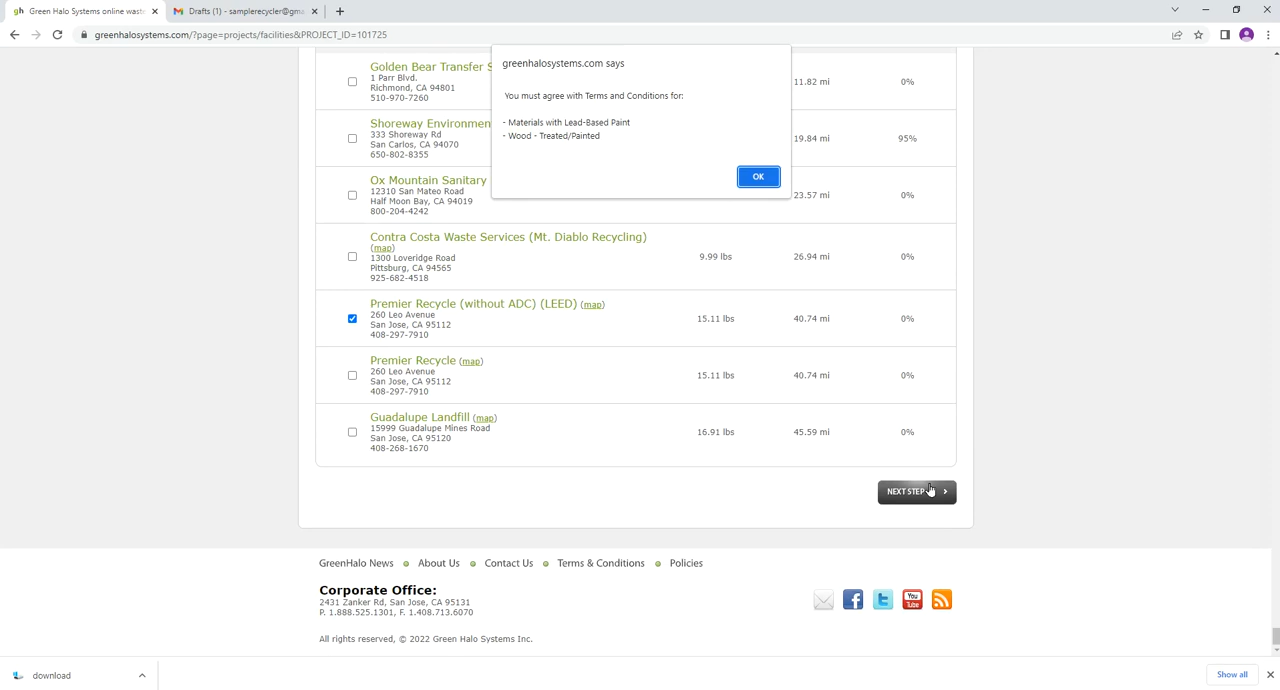 Green Halo Systems online waste
Drafts (1) - samplerecycler@gma
greenhalosystems.com/?page=projects/facilities&PROJECT_ID=101725
greenhalosystems.com says
You must agree with Terms and Conditions for:
- Materials with Lead-Based Paint
- Wood - Treated/Painted
OK
Golden Bear Transfer S
1 Parr Blvd.
Richmond, CA 94801
510-970-7260
11.82 mi
0%
Shoreway Environmen
333 Shoreway Rd
San Carlos, CA 94070
650-802-8355
19.84 mi
95%
Ox Mountain Sanitary
12310 San Mateo Road
Half Moon Bay, CA 94019
800-204-4242
23.57 mi
0%
Contra Costa Waste Services (Mt. Diablo Recycling)
(map)
1300 Loveridge Road
Pittsburg, CA 94565
925-682-4518
9.99 lbs
26.94 mi
0%
Premier Recycle (without ADC) (LEED) (map)
260 Leo Avenue
San Jose, CA 95112
408-297-7910
15.11 lbs
40.74 mi
0%
Premier Recycle (map)
260 Leo Avenue
San Jose, CA 95112
408-297-7910
15.11 lbs
40.74 mi
0%
Guadalupe Landfill (map)
15999 Guadalupe Mines Road
San Jose, CA 95120
408-268-1670
16.91 lbs
45.59 mi
0%
NEXT STEP
GreenHalo News
About Us
Contact Us
Terms & Conditions
Policies
Corporate Office:
2431 Zanker Rd, San Jose, CA 95131
P. 1.888.525.1301, F. 1.408.713.6070
All rights reserved, © 2022 Green Halo Systems Inc.
You Tube
download
Show all